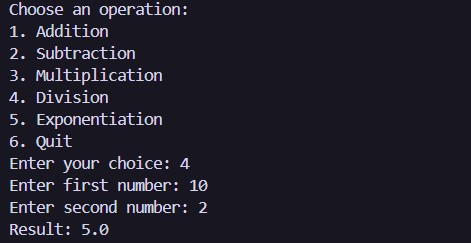 Choose an operation:
1. Addition
2. Subtraction
3. Multiplication
4. Division
5. Exponentiation
6. Quit
Enter your choice: 4
Enter first number: 10
Enter second number: 2
Result: 5.0